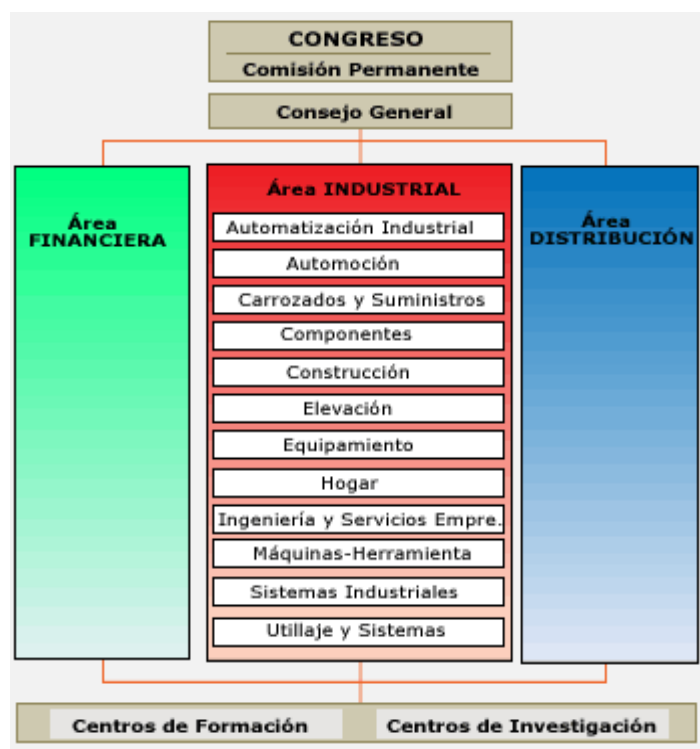 CONGRESO
Comisión Permanente
Consejo General
Área
FINANCIERA
Área INDUSTRIAL
Automatización Industrial
Automoción
Carrozados y Suministros
Componentes
Construcción
Elevación
Equipamiento
Hogar
Ingeniería y Servicios Empre.
Máquinas-Herramienta
Sistemas Industriales
Utillaje y Sistemas
Área
DISTRIBUCIÓN
Centros de Formación
Centros de Investigación